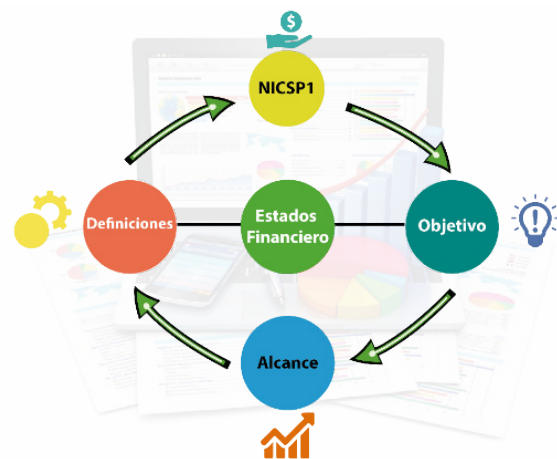 $
NICSP1
Definiciones
Estados
Financiero
Objetivo
Alcance